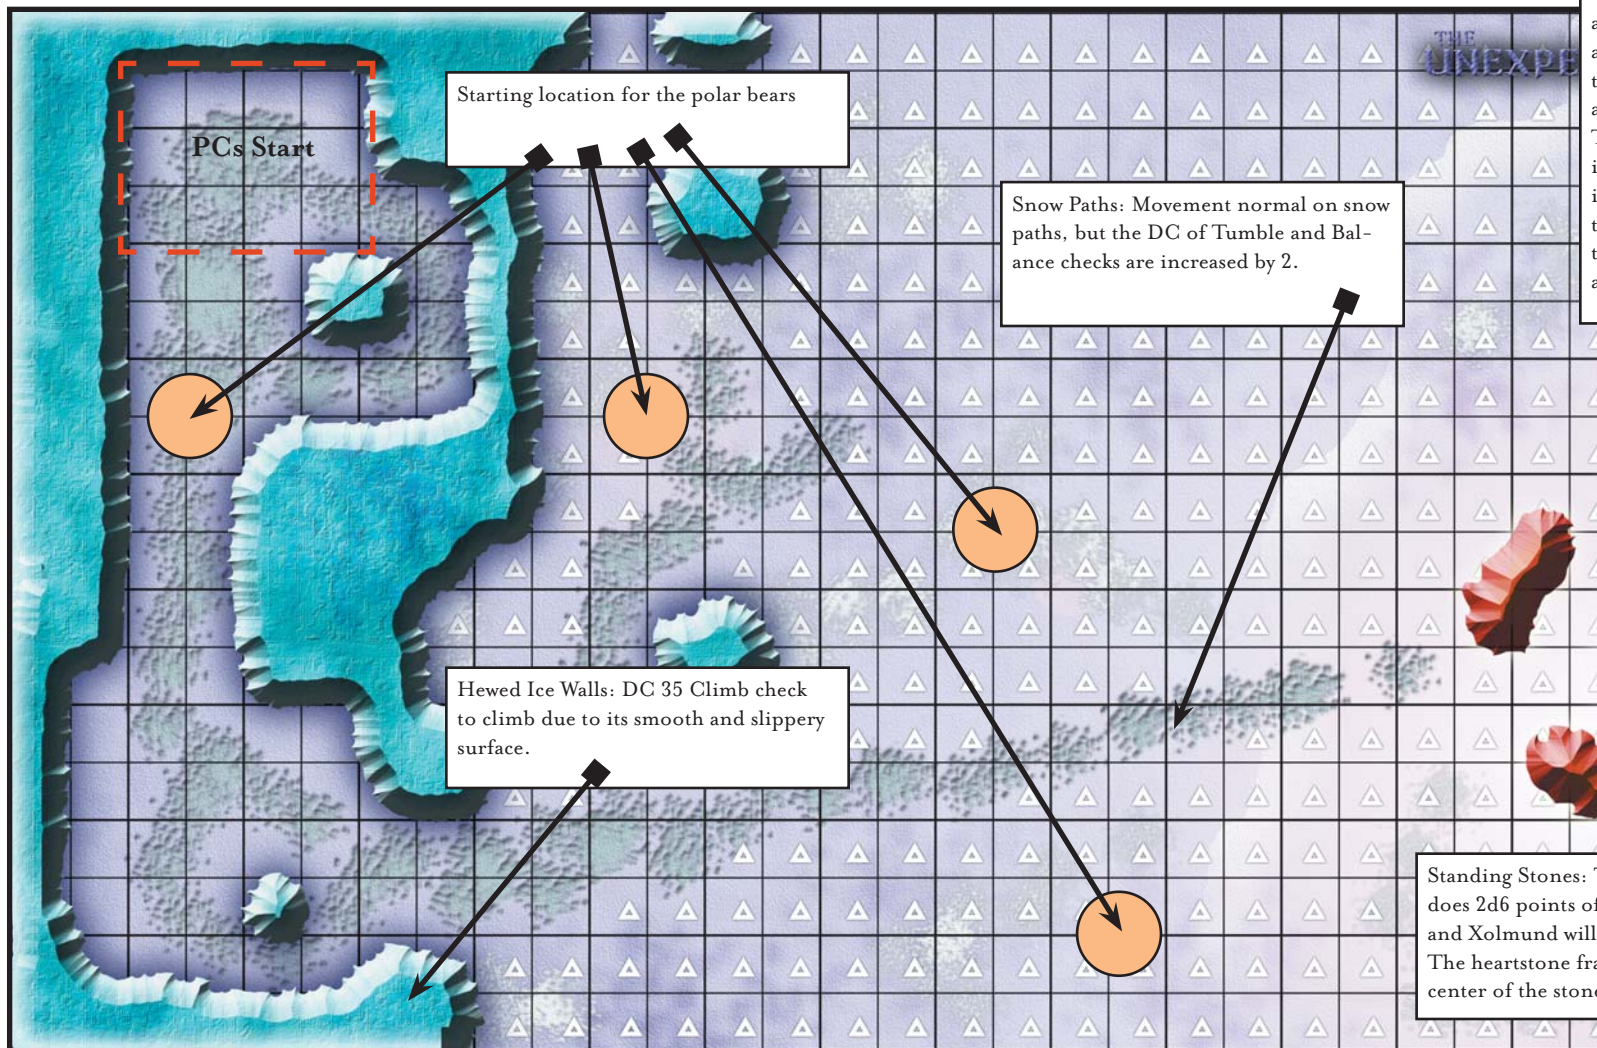 THE
UNEXPE
Starting location for the polar bears
PCs Start
Snow Paths: Movement normal on snow
paths, but the DC of Tumble and Bal-
ance checks are increased by 2.
Hewed Ice Walls: DC 35 Climb check
to climb due to its smooth and slippery
surface.
Standing Stones:
does 2d6 points of
and Xolmund will
The heartstone fra
center of the stone